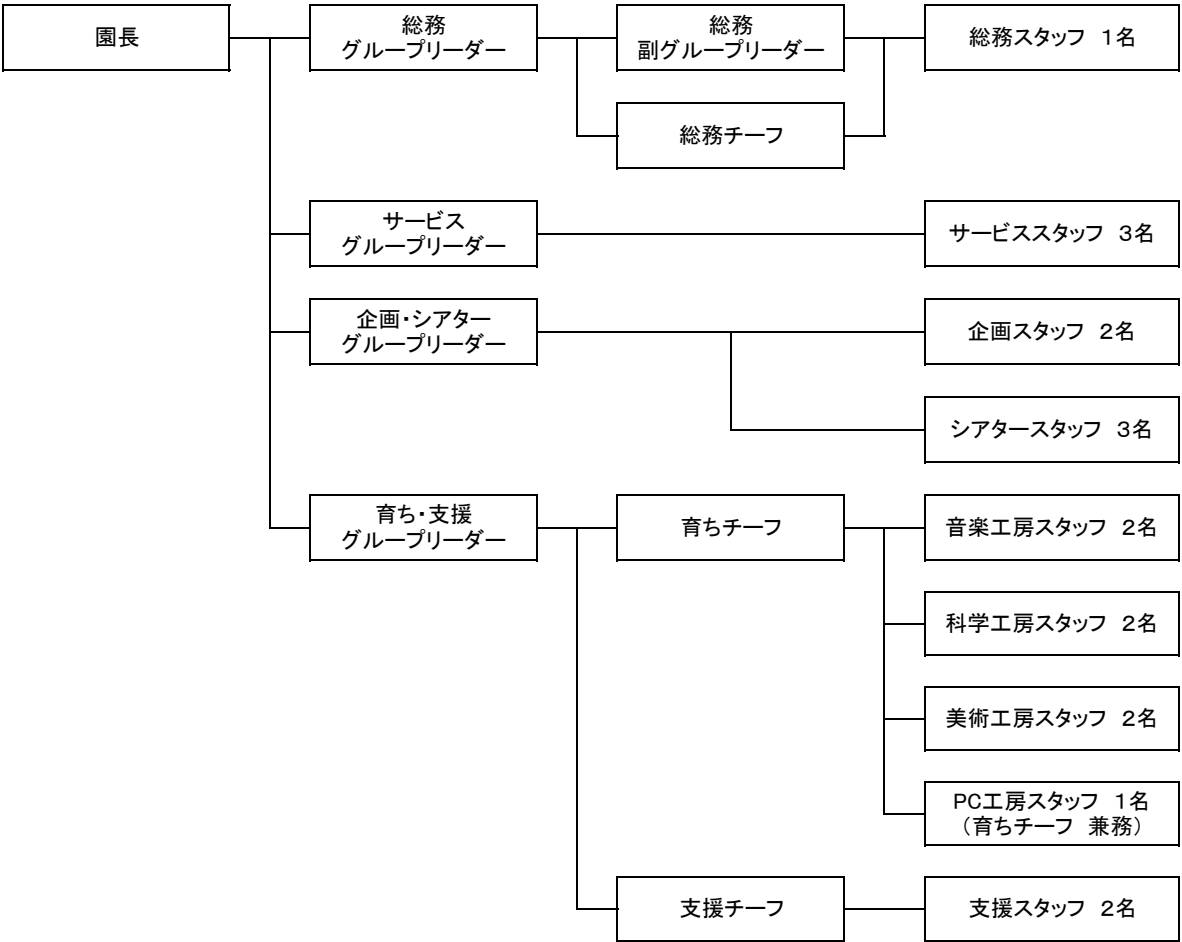 園長
総務
グループリーダー
総務
副グループリーダー
総務スタッフ　1名
総務チーフ
サービス
グループリーダー
サービススタッフ　3名
企画・シアター
グループリーダー
企画スタッフ　2名
シアタースタッフ　3名
育ち・支援
グループリーダー
育ちチーフ
音楽工房スタッフ　2名
科学工房スタッフ　2名
美術工房スタッフ　2名
PC工房スタッフ　1名
（育ちチーフ　兼務）
支援チーフ
支援スタッフ　2名